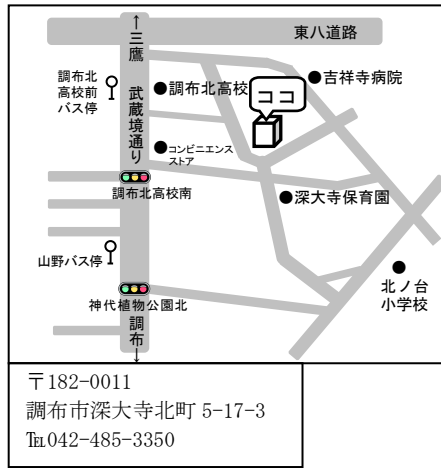 東八道路
↑三鷹
武蔵境通り
調布北
高校前
バス停
●調布北高校
ココ
●吉祥寺病院
●コンビニエンス
ストア
調布北高校南
●深大寺保育園
山野バス停
●
北ノ台
小学校
神代植物公園北
調布→
〒182-0011
調布市深大寺北町 5-17-3
℡042-485-3350